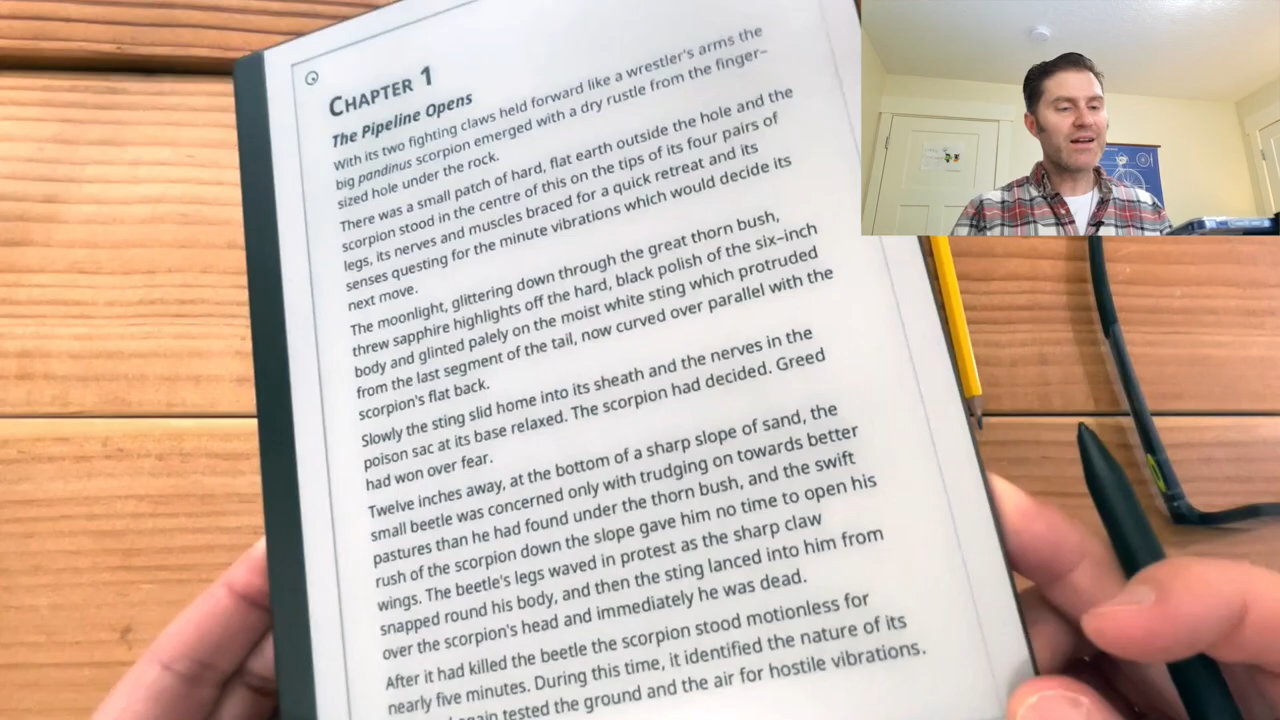 CHAPTER 1
The Pipeline Opens
With its two fighting claws held forward like a wrestler's arms the
big pandinus scorpion emerged with a dry rustle from the finger–
sized hole under the rock.
There was a small patch of hard, flat earth outside the hole and the
scorpion stood in the centre of this on the tips of its four pairs of
legs, its nerves and muscles braced for a quick retreat and its
senses questing for the minute vibrations which would decide its
next move.
The moonlight, glittering down through the great thorn bush,
threw sapphire highlights off the hard, black polish of the six–inch
body and glinted palely on the moist white sting which protruded
from the last segment of the tail, now curved over parallel with the
scorpion's flat back.
Slowly the sting slid home into its sheath and the nerves in the
poison sac at its base relaxed. The scorpion had decided. Greed
had won over fear.
Twelve inches away, at the bottom of a sharp slope of sand, the
small beetle was concerned only with trudging on towards better
pastures than he had found under the thorn bush, and the swift
rush of the scorpion down the slope gave him no time to open his
wings. The beetle's legs waved in protest as the sharp claw
snapped round his body, and then the sting lanced into him from
over the scorpion's head and immediately he was dead.
After it had killed the beetle the scorpion stood motionless for
nearly five minutes. During this time, it identified the nature of its
again tested the ground and the air for hostile vibrations.